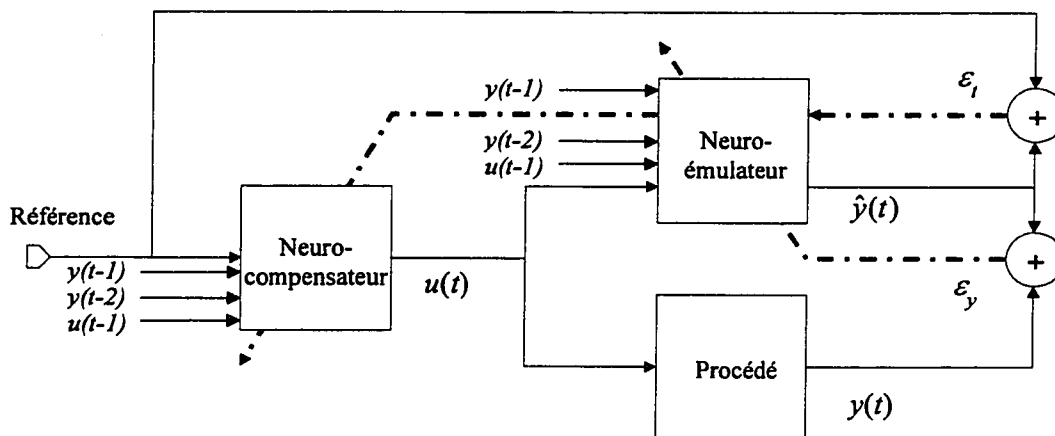 y(t-1)
y(t-2)
u(t-1)
Neuro-
émulateur
ε_t
+
ŷ(t)
Référence
y(t-1)
y(t-2)
u(t-1)
Neuro-
compensateur
u(t)
+
ε_y
Procédé
y(t)